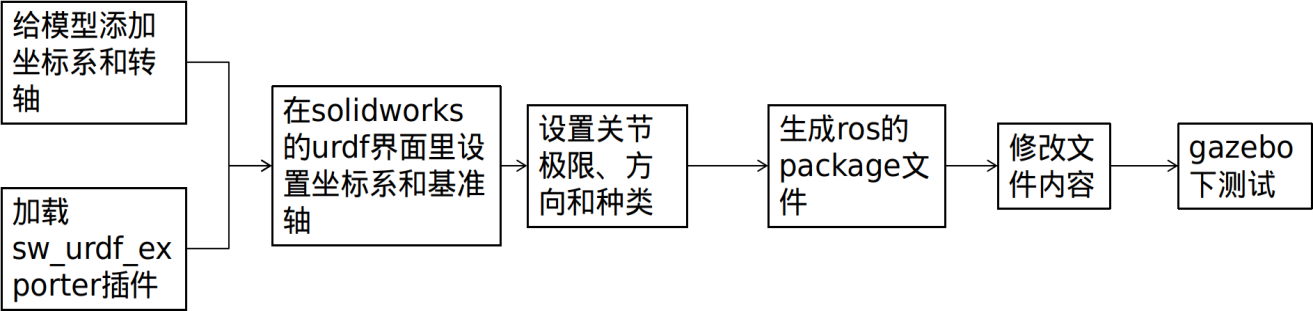 给模型添加
坐标系和转
轴
加载
sw_urdf_ex
porter插件
在solidworks
的urdf界面里设
置坐标系和基准
轴
设置关节
极限、方
向和种类
生成ros的
package文
件
修改文
件内容
gazebo
下测试